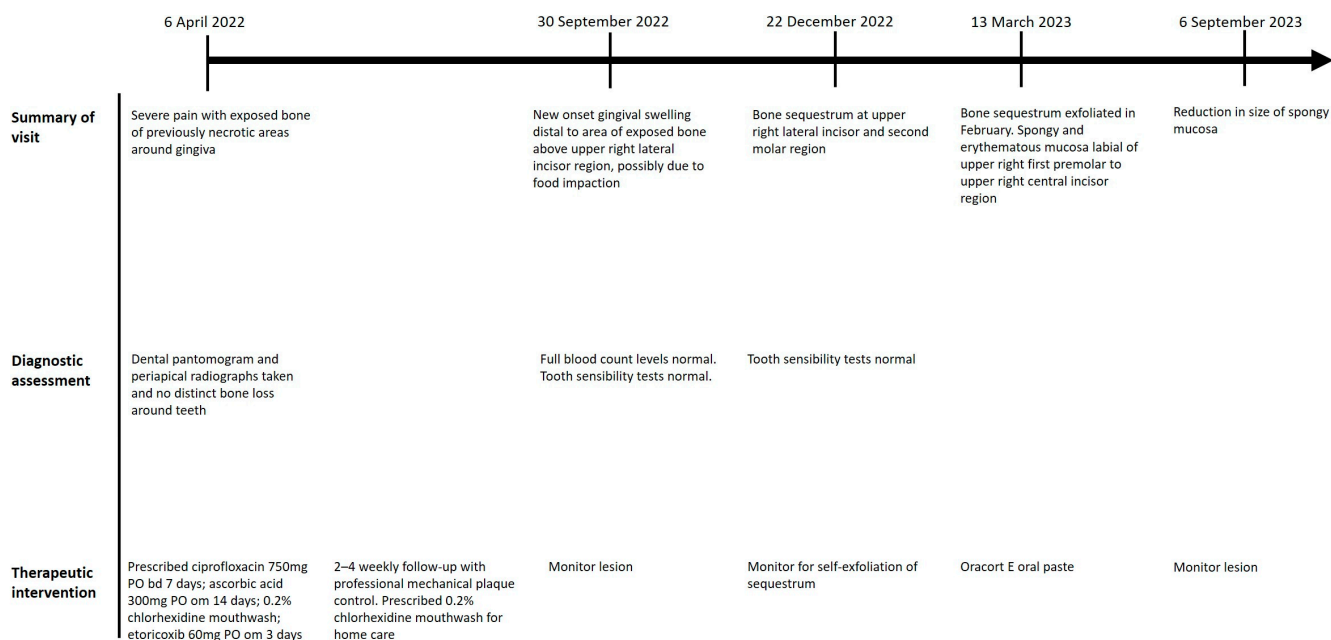 6 April 2022
30 September 2022
22 December 2022
13 March 2023
6 September 2023
Summary of
visit
Severe pain with exposed bone
of previously necrotic areas
around gingiva
New onset gingival swelling
distal to area of exposed bone
above upper right lateral
incisor region, possibly due to
food impaction
Bone sequestrum at upper
right lateral incisor and second
molar region
Bone sequestrum exfoliated in
February. Spongy and
erythematous mucosa labial of
upper right first premolar to
upper right central incisor
region
Reduction in size of spongy
mucosa
Diagnostic
assessment
Dental pantomogram and
periapical radiographs taken
and no distinct bone loss
around teeth
Full blood count levels normal.
Tooth sensibility tests normal.
Tooth sensibility tests normal
Therapeutic
intervention
Prescribed ciprofloxacin 750mg
PO bd 7 days; ascorbic acid
300mg PO om 14 days; 0.2%
chlorhexidine mouthwash;
etoricoxib 60mg PO om 3 days
2–4 weekly follow-up with
professional mechanical plaque
control. Prescribed 0.2%
chlorhexidine mouthwash for
home care
Monitor lesion
Monitor for self-exfoliation of
sequestrum
Oracort E oral paste
Monitor lesion